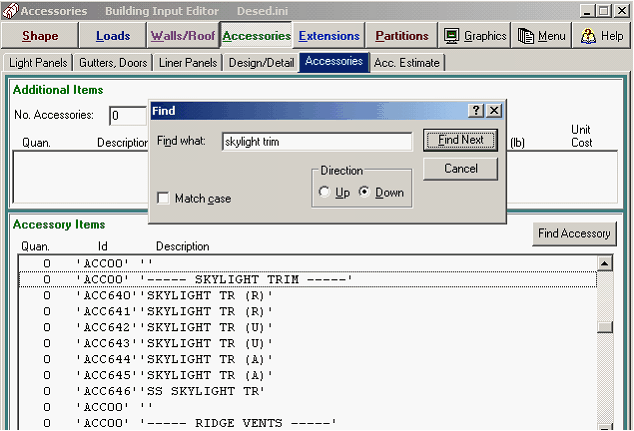 Accessories Building Input Editor Desed.ini
Shape Loads Walls/Roof Accessories Extensions Partitions Graphics Menu Help
Light Panels Gutters, Doors Liner Panels Design/Detail Accessories Acc. Estimate
Additional Items
No. Accessories: 0
Quan. Description (lb) Unit Cost
Find
Find what: skylight trim Find Next
Direction Cancel
Match case Up Down
Accessory Items
Find Accessory
Quan. Id Description
0 'ACC00' ''
0 'ACC00' '----- SKYLIGHT TRIM -----'
0 'ACC640''SKYLIGHT TR (R)'
0 'ACC641''SKYLIGHT TR (R)'
0 'ACC642''SKYLIGHT TR (U)'
0 'ACC643''SKYLIGHT TR (U)'
0 'ACC644''SKYLIGHT TR (A)'
0 'ACC645''SKYLIGHT TR (A)'
0 'ACC646''SS SKYLIGHT TR'
0 'ACC00' ''
0 'ACC00' '----- RIDGE VENTS -----'